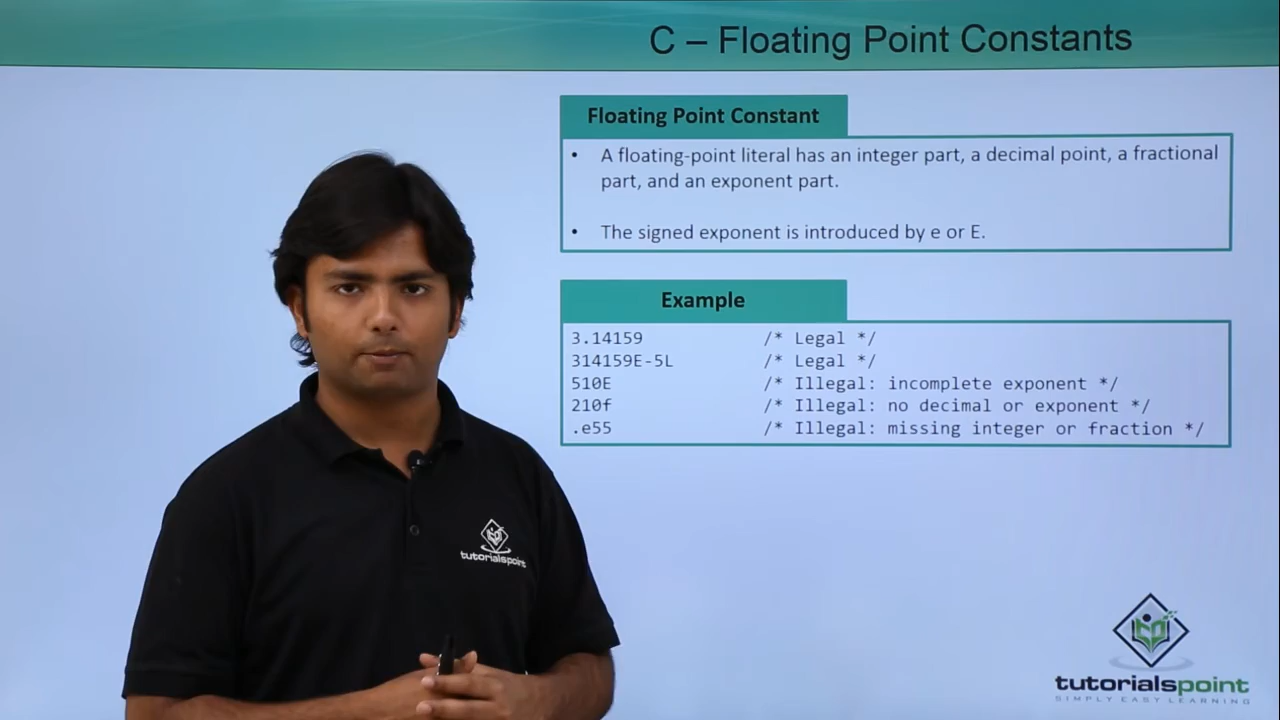 C – Floating Point Constants
Floating Point Constant
• A floating-point literal has an integer part, a decimal point, a fractional
part, and an exponent part.
• The signed exponent is introduced by e or E.
Example
3.14159 /* Legal */
314159E-5L /* Legal */
510E /* Illegal: incomplete exponent */
210f /* Illegal: no decimal or exponent */
.e55 /* Illegal: missing integer or fraction */
tutorialspoint
tutorialspoint
SIMPLY EASY LEARNING